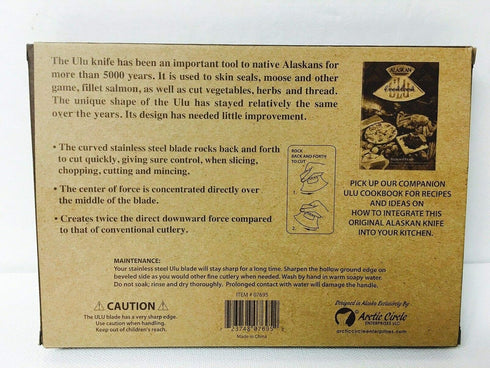 The Ulu knife has been an important tool to native Alaskans for
more than 5000 years. It is used to skin seals, moose and other
game, fillet salmon, as well as cut vegetables, herbs and thread.
The unique shape of the Ulu has stayed relatively the same
over the years. Its design has needed little improvement.
• The curved stainless steel blade rocks back and forth
to cut quickly, giving sure control, when slicing,
chopping, cutting and mincing.
• The center of force is concentrated directly over
the middle of the blade.
• Creates twice the direct downward force compared
to that of conventional cutlery.
ROCK
BACK AND FORTH
TO CUT
ALASKAN
ULU
Cookbook
PICK UP OUR COMPANION
ULU COOKBOOK FOR RECIPES
AND IDEAS ON
HOW TO INTEGRATE THIS
ORIGINAL ALASKAN KNIFE
INTO YOUR KITCHEN.
MAINTENANCE:
Your stainless steel Ulu blade will stay sharp for a long time. Sharpen the hollow ground edge on
beveled side as you would other fine cutlery when needed. Wash by hand in warm soapy water.
Do not soak; rinse and dry thoroughly. Prolonged contact with water will damage the handle.
ITEM # 07695
23748 07695
Made in China
CAUTION
The ULU blade has a very sharp edge.
Use caution when handling.
Keep out of children's reach.
Designed in Alaska Exclusively By
Arctic Circle
ENTERPRISES LLC
arcticcircleenterprises.com